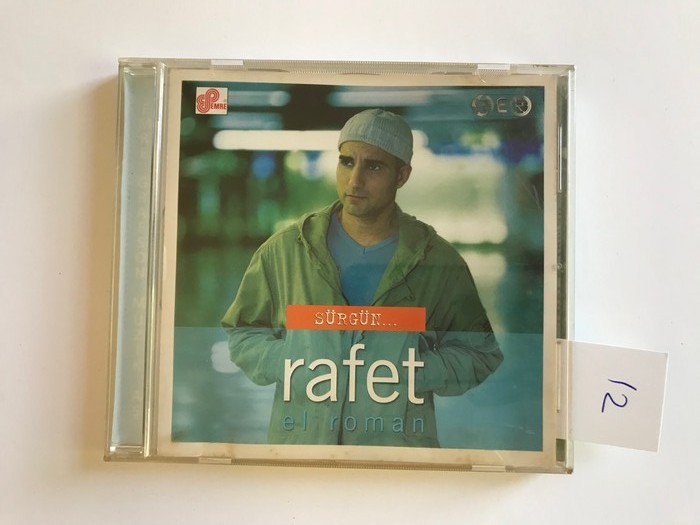 EMRE
SÜRGÜN...
rafet
el roman
12